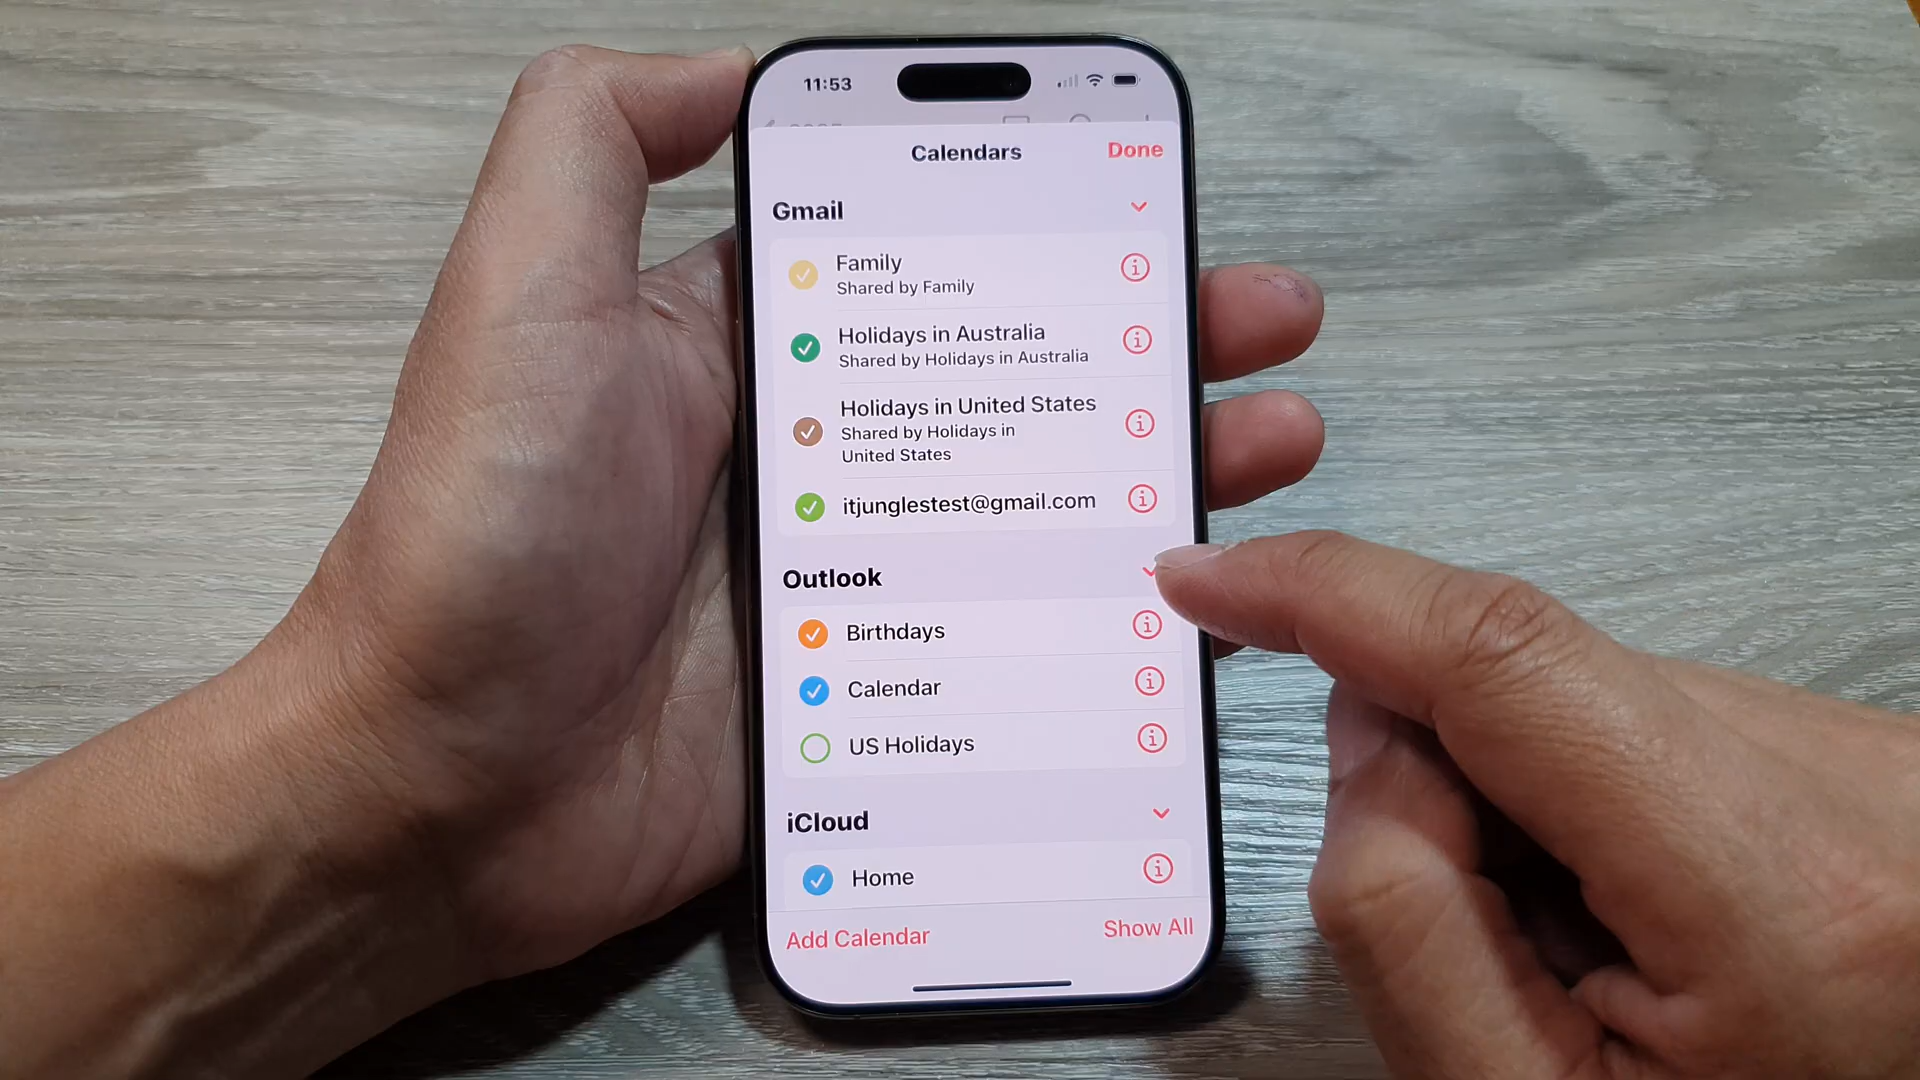 11:53
Calendars
Done
Gmail
Family
Shared by Family
Holidays in Australia
Shared by Holidays in Australia
Holidays in United States
Shared by Holidays in
United States
itjunglestest@gmail.com
Outlook
Birthdays
Calendar
US Holidays
iCloud
Home
Add Calendar
Show All